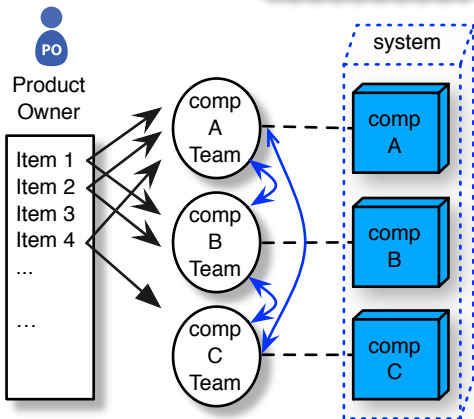 PO
Product
Owner
Item 1
Item 2
Item 3
Item 4
...
...
comp
A
Team
comp
B
Team
comp
C
Team
system
comp
A
comp
B
comp
C